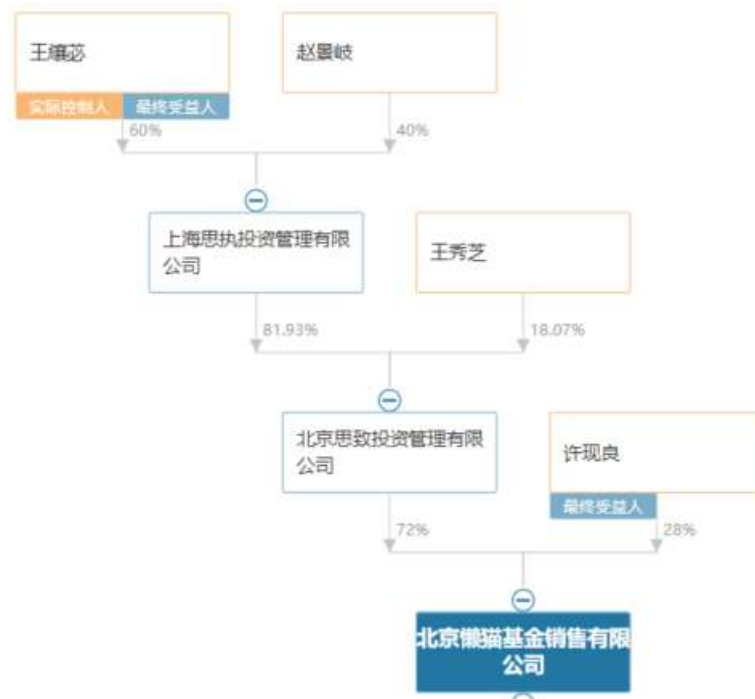 王縗苾
赵景岐
实际控制人
最终受益人
60%
40%
上海思执投资管理有限
公司
王秀芝
81.93%
18.07%
北京思致投资管理有限
公司
许现良
最终受益人
72%
28%
北京懒猫基金销售有限
公司